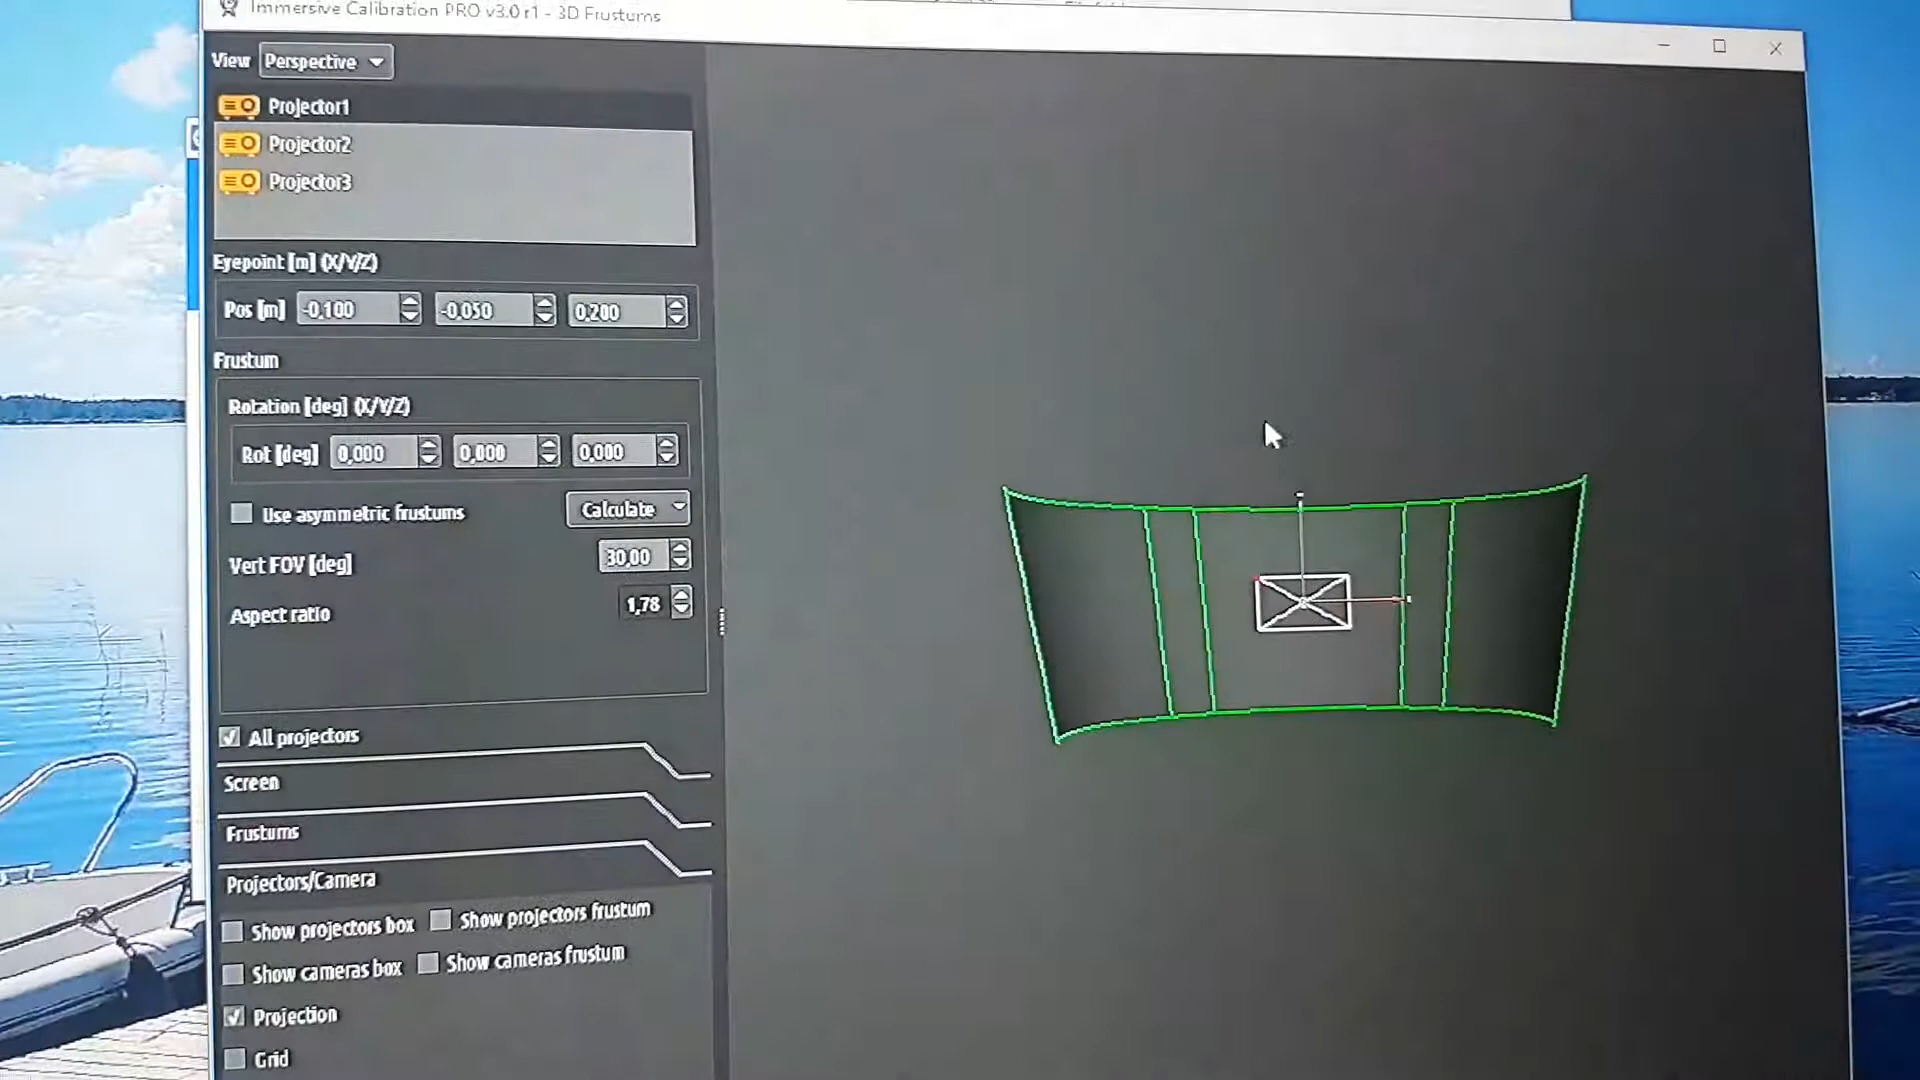 Immersive Calibration PRO v3.0 r1 - 3D Frustums
View Perspective
Projector1
Projector2
Projector3
Eyepoint [m] (X/Y/Z)
Pos [m] -0,100 -0,050 0,200
Frustum
Rotation [deg] (X/Y/Z)
Rot [deg] 0,000 0,000 0,000
Use asymmetric frustums Calculate
Vert FOV [deg] 30,00
Aspect ratio 1,78
All projectors
Screen
Frustums
Projectors/Camera
Show projectors box Show projectors frustum
Show cameras box Show cameras frustum
Projection
Grid